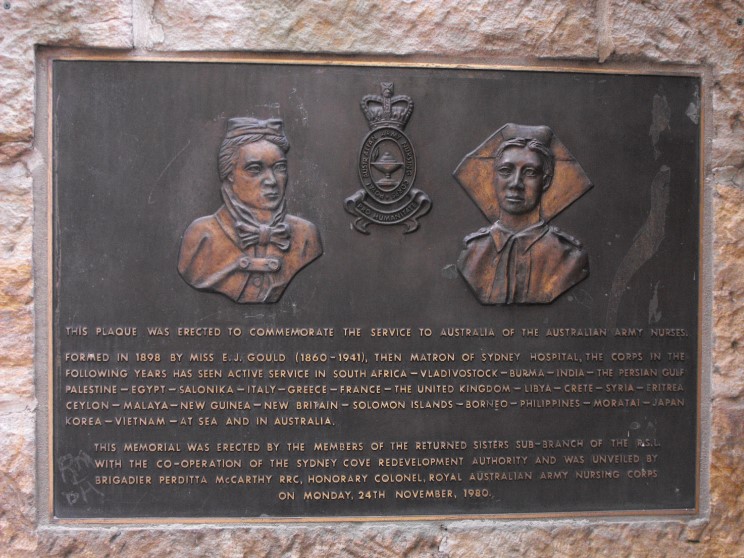 AUSTRALIAN ARMY NURSING
PRO HUMANITATE
THIS PLAQUE WAS ERECTED TO COMMEMORATE THE SERVICE TO AUSTRALIA OF THE AUSTRALIAN ARMY NURSES.
FORMED IN 1898 BY MISS E.J. GOULD (1860-1941), THEN MATRON OF SYDNEY HOSPITAL, THE CORPS IN THE
FOLLOWING YEARS HAS SEEN ACTIVE SERVICE IN SOUTH AFRICA — VLADIVOSTOCK — BURMA — INDIA — THE PERSIAN GULF
PALESTINE — EGYPT — SALONIKA — ITALY — GREECE — FRANCE — THE UNITED KINGDOM — LIBYA — CRETE — SYRIA — ERITREA
CEYLON — MALAYA — NEW GUINEA — NEW BRITAIN — SOLOMON ISLANDS — BORNEO — PHILIPPINES — MORATAI — JAPAN
KOREA — VIETNAM — AT SEA AND IN AUSTRALIA.
THIS MEMORIAL WAS ERECTED BY THE MEMBERS OF THE RETURNED SISTERS SUB-BRANCH OF THE R.S.L.
WITH THE CO-OPERATION OF THE SYDNEY COVE REDEVELOPMENT AUTHORITY AND WAS UNVEILED BY
BRIGADIER PERDITTA McCARTHY RRC, HONORARY COLONEL, ROYAL AUSTRALIAN ARMY NURSING CORPS
ON MONDAY, 24TH NOVEMBER, 1980.